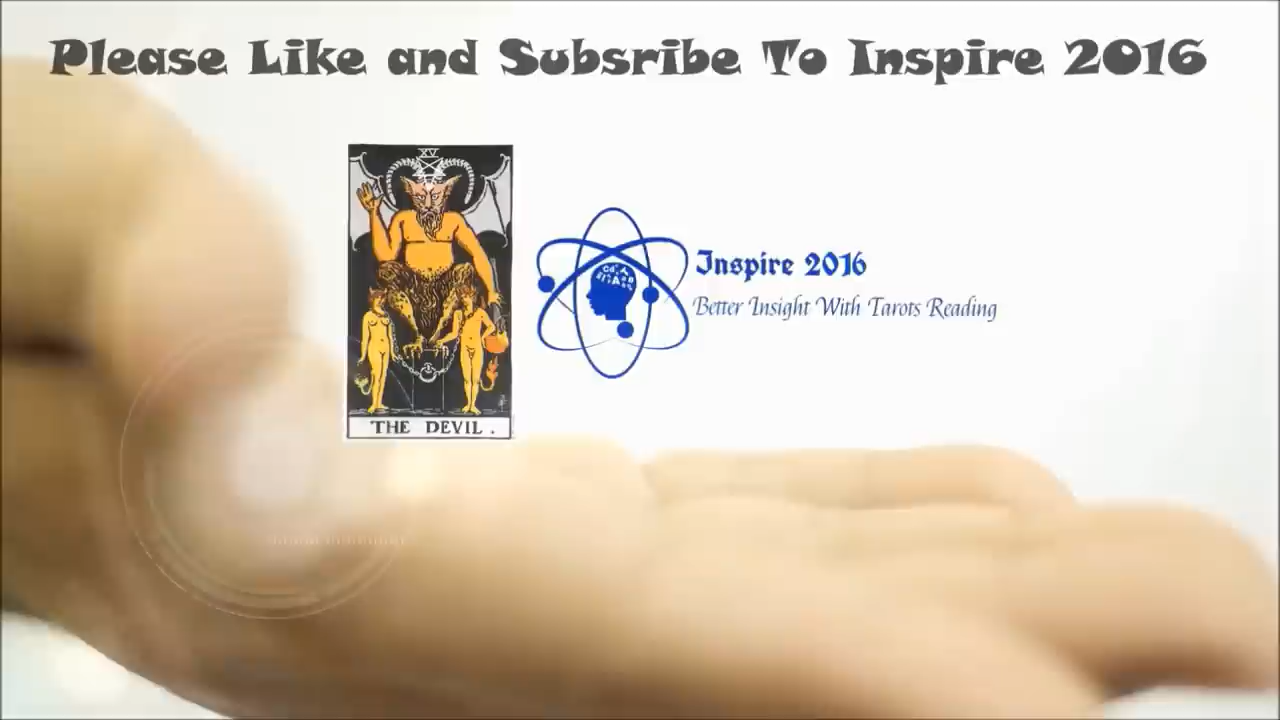 Please Like and Subsribe To Inspire 2016
XV
THE DEVIL.
Inspire 2016
Better Insight With Tarots Reading